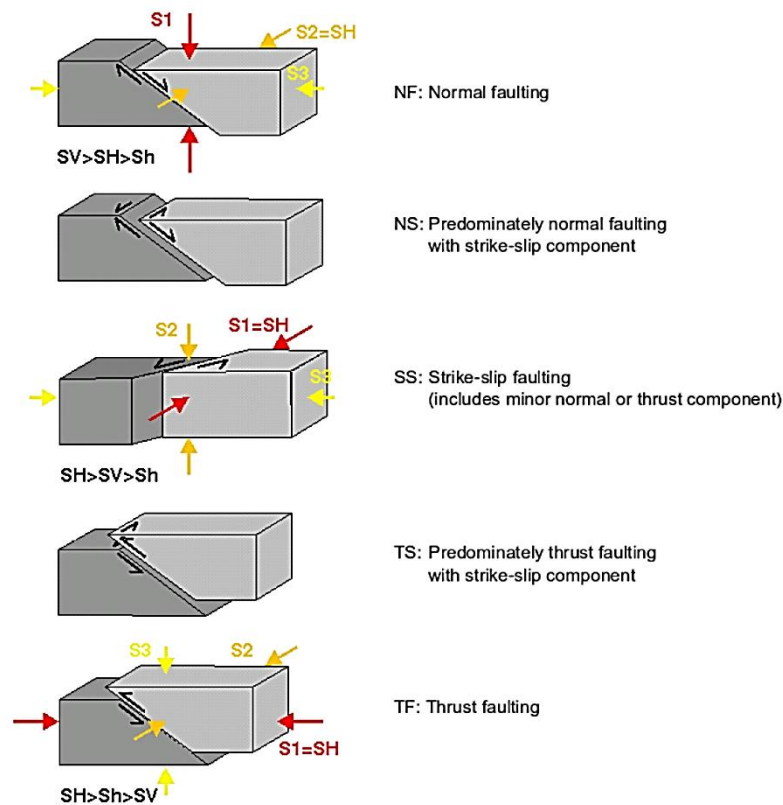 S1
S2=SH
S3
NF: Normal faulting
SV>SH>Sh
NS: Predominately normal faulting
with strike-slip component
S2
S1=SH
S3
SS: Strike-slip faulting
(includes minor normal or thrust component)
SH>SV>Sh
TS: Predominately thrust faulting
with strike-slip component
S3
S2
TF: Thrust faulting
S1=SH
SH>Sh>SV